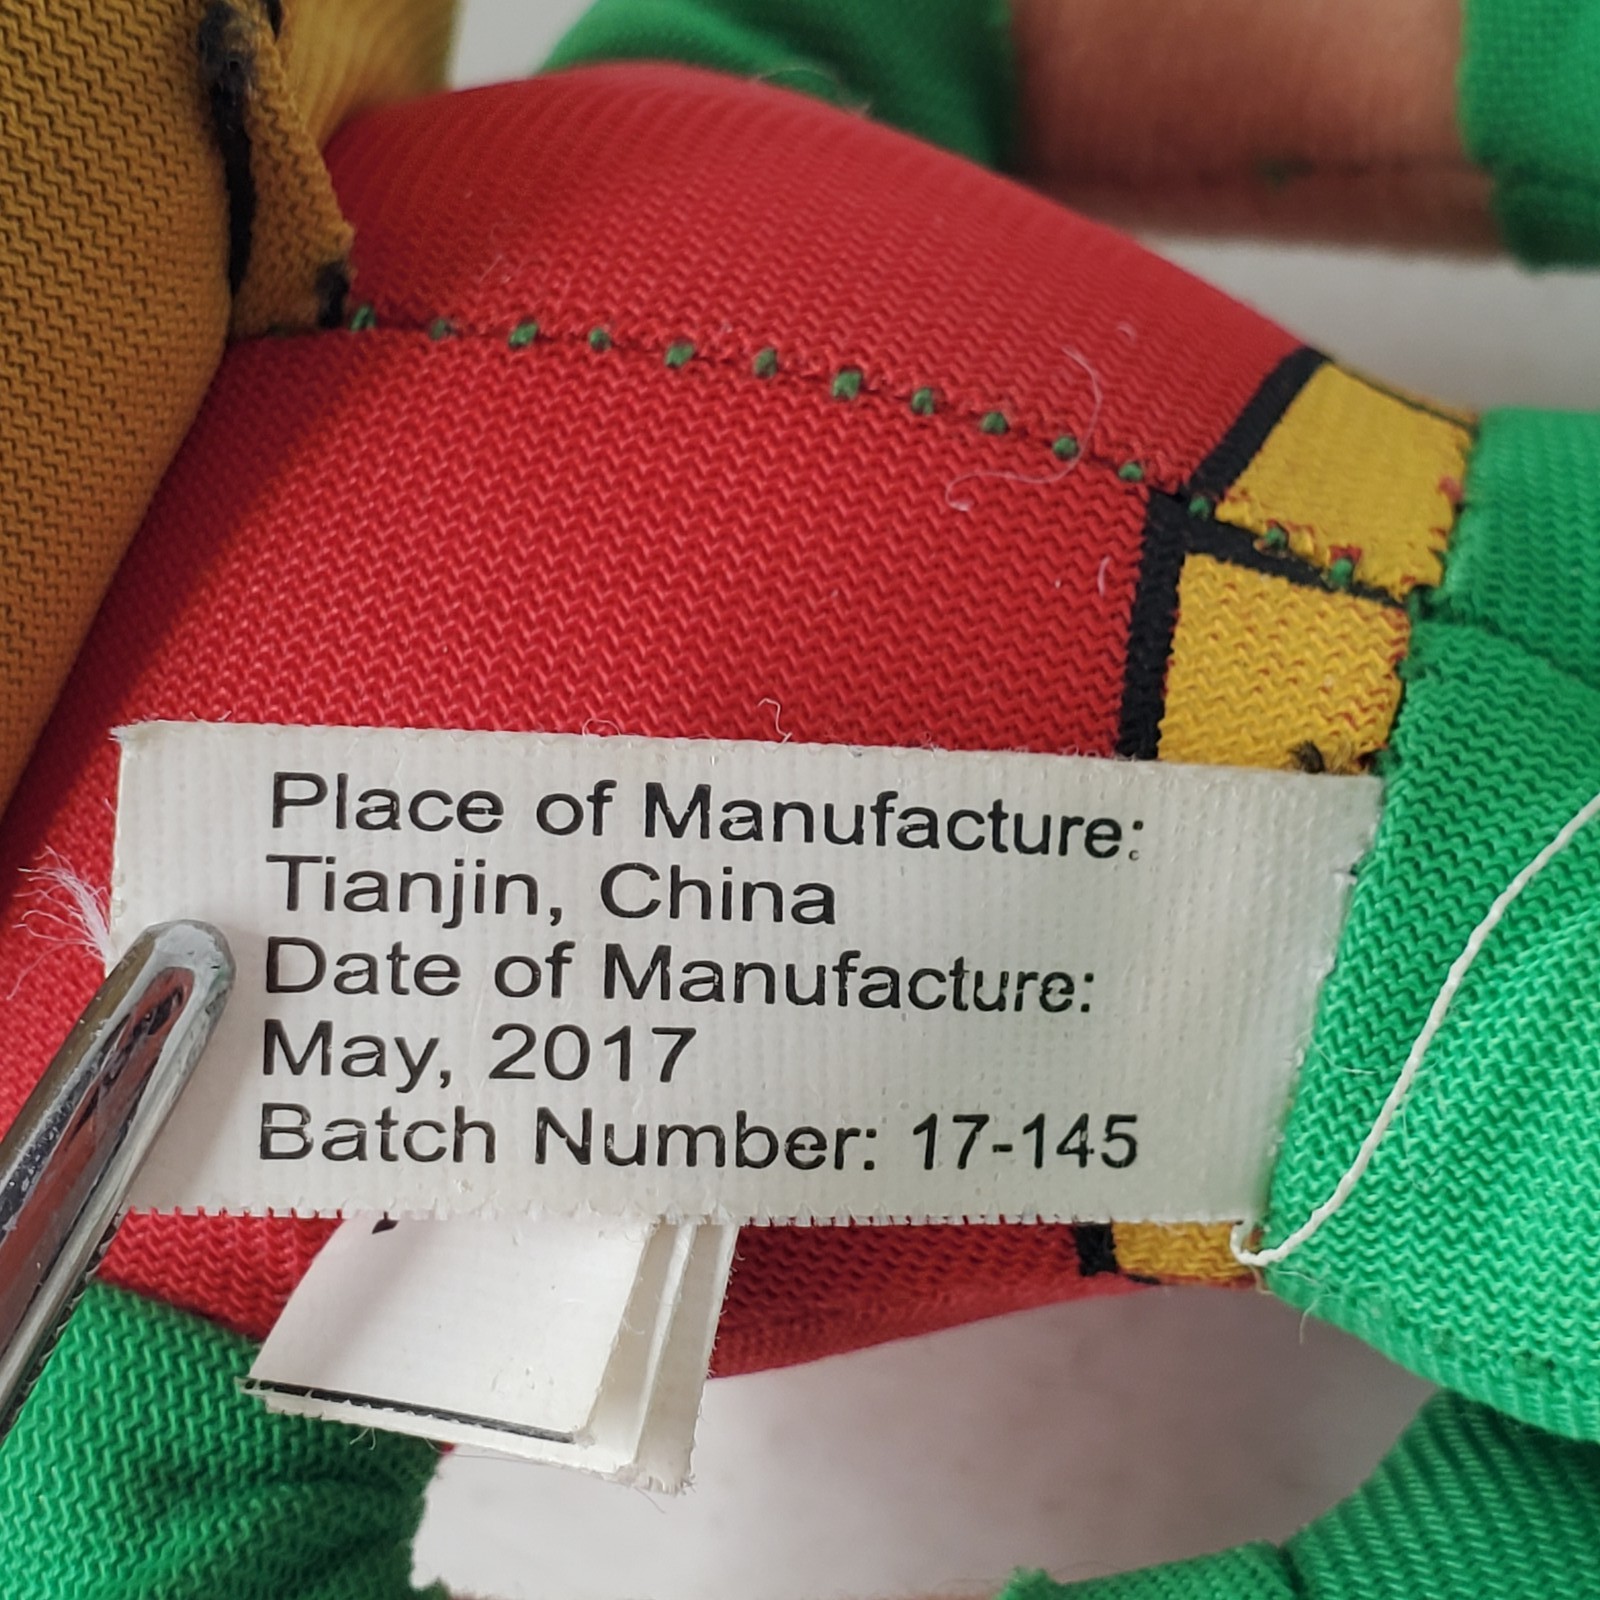 Place of Manufacture:
Tianjin, China
Date of Manufacture:
May, 2017
Batch Number: 17-145